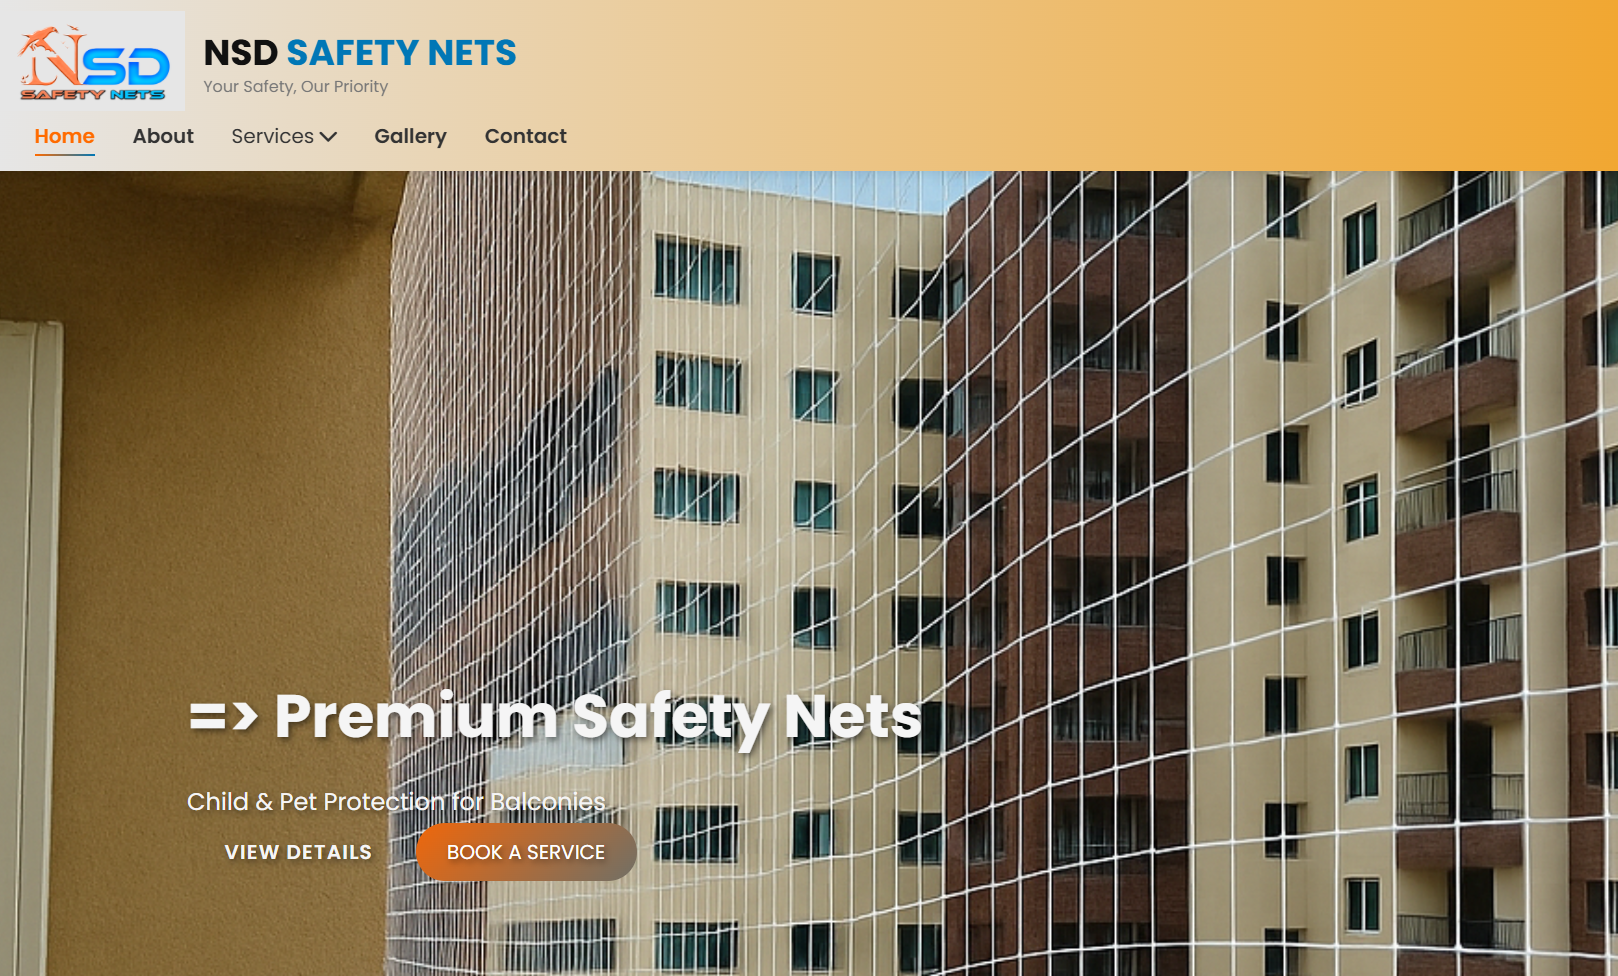 NSD
SAFETY NETS
NSD SAFETY NETS
Your Safety, Our Priority
Home About Services Gallery Contact
=> Premium Safety Nets
Child & Pet Protection for Balconies
VIEW DETAILS BOOK A SERVICE